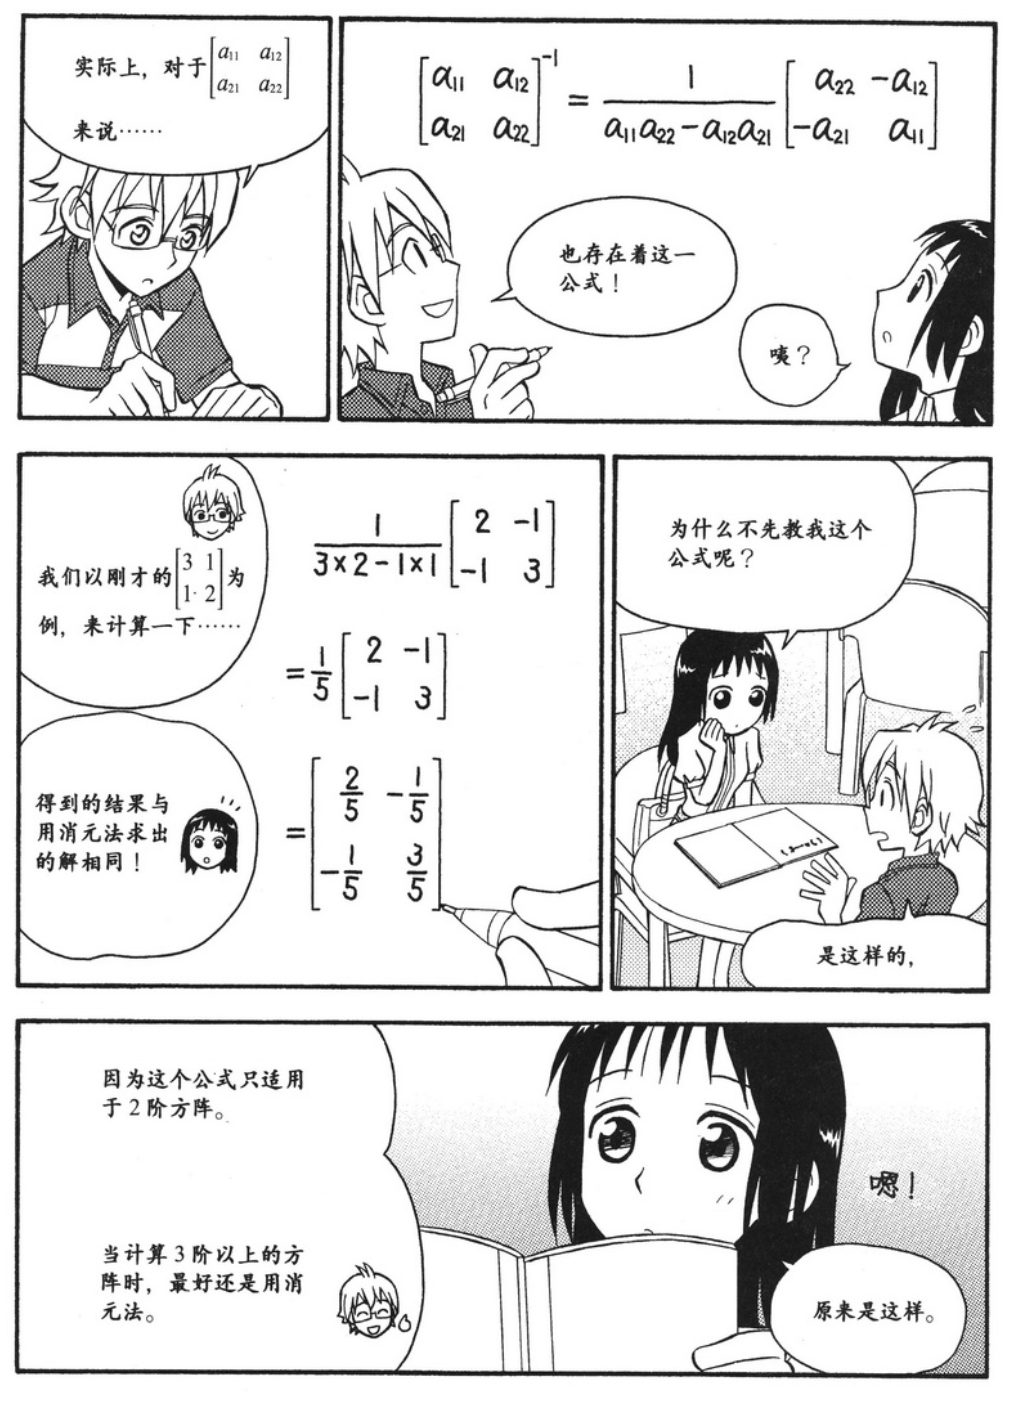 实际上，对于[a₁₁ a₁₂
a₂₁ a₂₂]
来说……
[a₁₁ a₁₂
a₂₁ a₂₂]⁻¹ = 1/(a₁₁a₂₂−a₁₂a₂₁) [a₂₂ −a₁₂
−a₂₁ a₁₁]
也存在着这一
公式！
咦？
我们以刚才的[3 1
1 2]为
例，来计算一下……
1/(3×2−1×1) [2 −1
−1 3]
=1/5 [2 −1
−1 3]
= [2/5 −1/5
−1/5 3/5]
得到的结果与
用消元法求出
的解相同！
为什么不先教我这个
公式呢？
是这样的，
因为这个公式只适用
于2阶方阵。
当计算3阶以上的方
阵时，最好还是用消
元法。
嗯！
原来是这样。